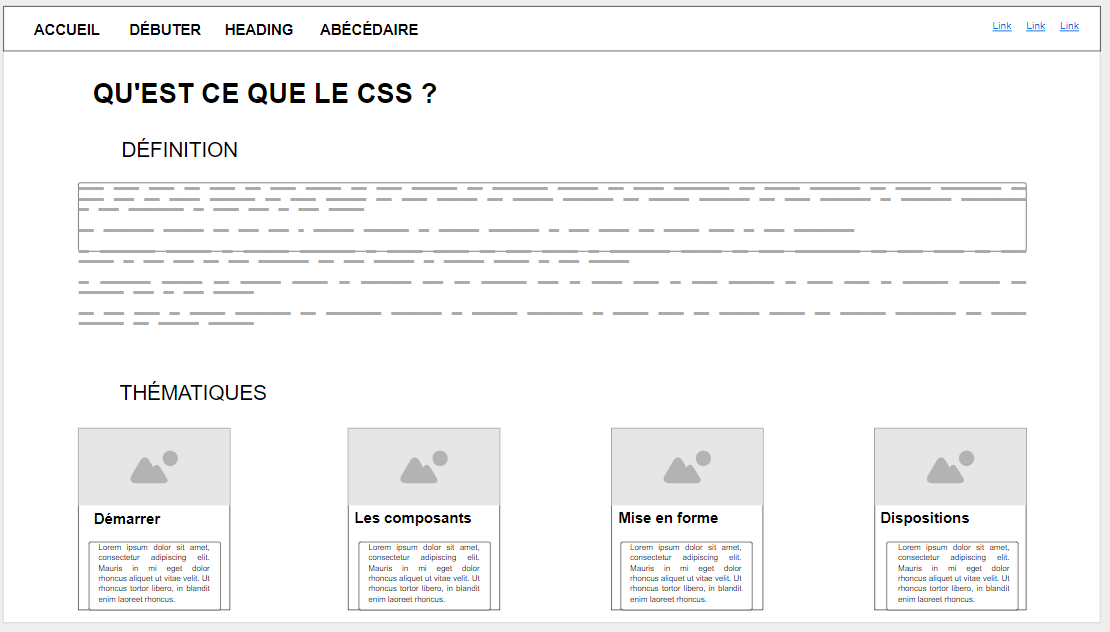 ACCUEIL DÉBUTER HEADING ABÉCÉDAIRE Link Link Link
QU'EST CE QUE LE CSS ?
DÉFINITION
THÉMATIQUES
Démarrer
Lorem ipsum dolor sit amet,
consectetur adipiscing elit.
Mauris in mi eget dolor
rhoncus aliquet ut vitae velit. Ut
rhoncus tortor libero, in blandit
enim laoreet rhoncus.
Les composants
Lorem ipsum dolor sit amet,
consectetur adipiscing elit.
Mauris in mi eget dolor
rhoncus aliquet ut vitae velit. Ut
rhoncus tortor libero, in blandit
enim laoreet rhoncus.
Mise en forme
Lorem ipsum dolor sit amet,
consectetur adipiscing elit.
Mauris in mi eget dolor
rhoncus aliquet ut vitae velit. Ut
rhoncus tortor libero, in blandit
enim laoreet rhoncus.
Dispositions
Lorem ipsum dolor sit amet,
consectetur adipiscing elit.
Mauris in mi eget dolor
rhoncus aliquet ut vitae velit. Ut
rhoncus tortor libero, in blandit
enim laoreet rhoncus.